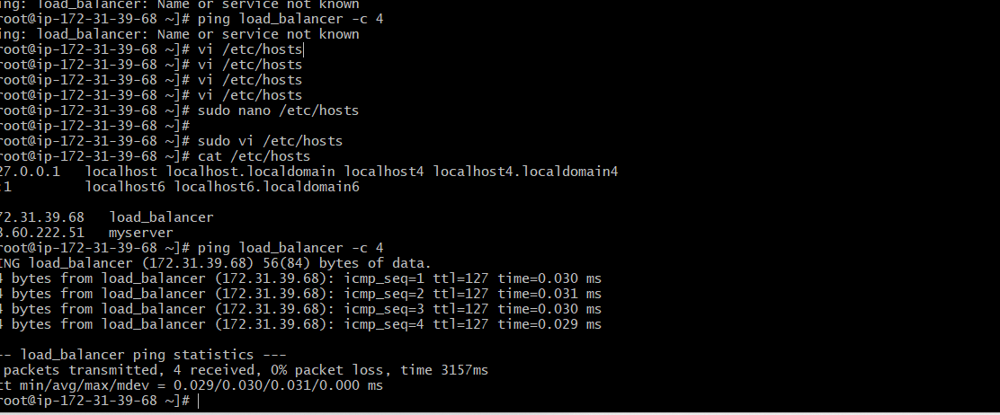 ing: load_balancer: Name or service not known
root@ip-172-31-39-68 ~]# ping load_balancer -c 4
ing: load_balancer: Name or service not known
root@ip-172-31-39-68 ~]# vi /etc/hosts
root@ip-172-31-39-68 ~]# vi /etc/hosts
root@ip-172-31-39-68 ~]# vi /etc/hosts
root@ip-172-31-39-68 ~]# vi /etc/hosts
root@ip-172-31-39-68 ~]# sudo nano /etc/hosts
root@ip-172-31-39-68 ~]#
root@ip-172-31-39-68 ~]# sudo vi /etc/hosts
root@ip-172-31-39-68 ~]# cat /etc/hosts
27.0.0.1   localhost localhost.localdomain localhost4 localhost4.localdomain4
:1         localhost6 localhost6.localdomain6
72.31.39.68   load_balancer
3.60.222.51   myserver
root@ip-172-31-39-68 ~]# ping load_balancer -c 4
ING load_balancer (172.31.39.68) 56(84) bytes of data.
4 bytes from load_balancer (172.31.39.68): icmp_seq=1 ttl=127 time=0.030 ms
4 bytes from load_balancer (172.31.39.68): icmp_seq=2 ttl=127 time=0.031 ms
4 bytes from load_balancer (172.31.39.68): icmp_seq=3 ttl=127 time=0.030 ms
4 bytes from load_balancer (172.31.39.68): icmp_seq=4 ttl=127 time=0.029 ms
-- load_balancer ping statistics ---
packets transmitted, 4 received, 0% packet loss, time 3157ms
tt min/avg/max/mdev = 0.029/0.030/0.031/0.000 ms
root@ip-172-31-39-68 ~]#